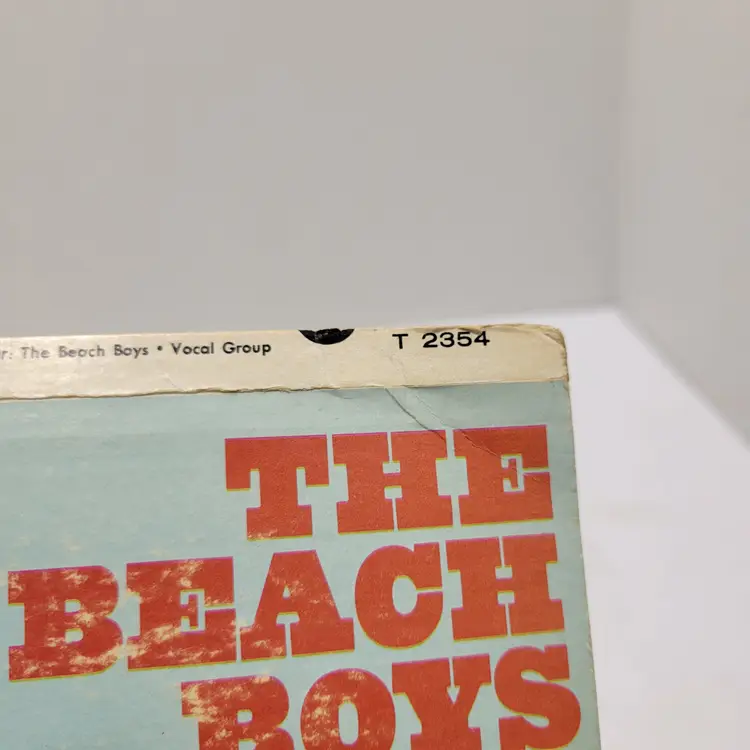 The Beach Boys • Vocal Group T 2354
THE
BEACH
BOYS